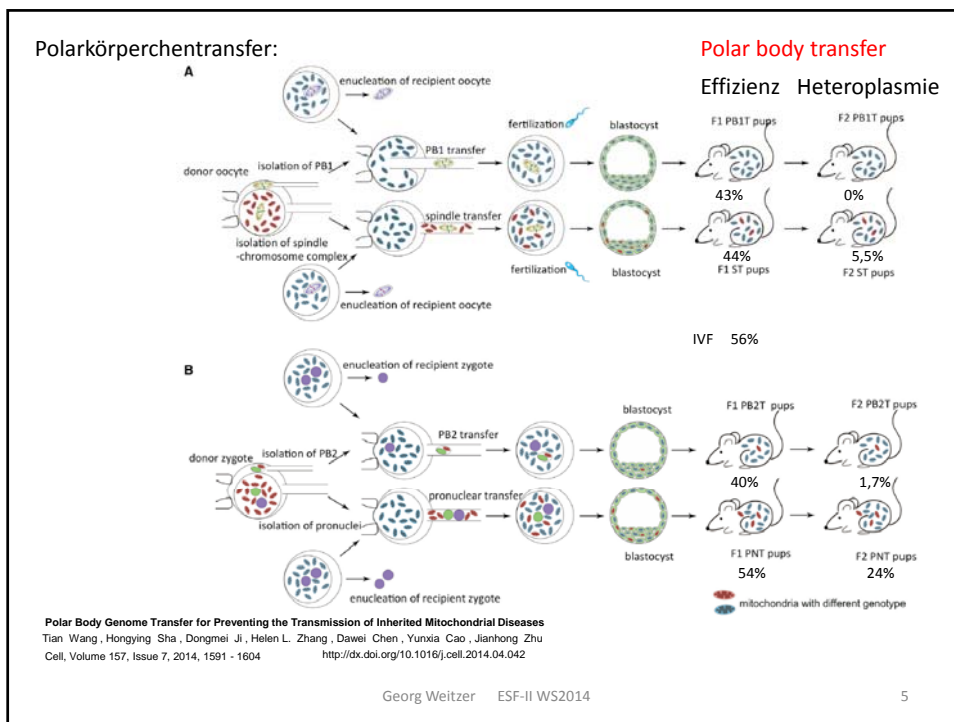 Polarkörperchentransfer:
Polar body transfer
Effizienz Heteroplasmie
A
enucleation of recipient oocyte
fertilization
blastocyst
F1 PB1T pups
F2 PB1T pups
PB1 transfer
isolation of PB1
donor oocyte
43%
0%
spindle transfer
isolation of spindle
-chromosome complex
44%
5,5%
fertilization
blastocyst
F1 ST pups
F2 ST pups
enucleation of recipient oocyte
IVF 56%
B
enucleation of recipient zygote
blastocyst
F1 PB2T pups
F2 PB2T pups
PB2 transfer
isolation of PB2
donor zygote
40%
1,7%
pronuclear transfer
isolation of pronuclei
blastocyst
F1 PNT pups
F2 PNT pups
54%
24%
enucleation of recipient zygote
mitochondria with different genotype
Polar Body Genome Transfer for Preventing the Transmission of Inherited Mitochondrial Diseases
Tian Wang , Hongying Sha , Dongmei Ji , Helen L. Zhang , Dawei Chen , Yunxia Cao , Jianhong Zhu
Cell, Volume 157, Issue 7, 2014, 1591 - 1604 http://dx.doi.org/10.1016/j.cell.2014.04.042
Georg Weitzer ESF-II WS2014
5